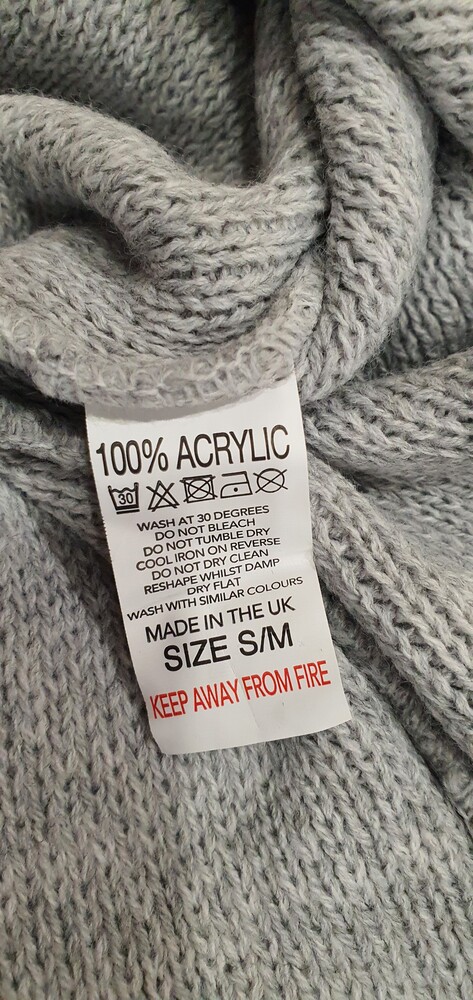 100% ACRYLIC
30
WASH AT 30 DEGREES
DO NOT BLEACH
DO NOT TUMBLE DRY
COOL IRON ON REVERSE
DO NOT DRY CLEAN
RESHAPE WHILST DAMP
DRY FLAT
WASH WITH SIMILAR COLOURS
MADE IN THE UK
SIZE S/M
KEEP AWAY FROM FIRE